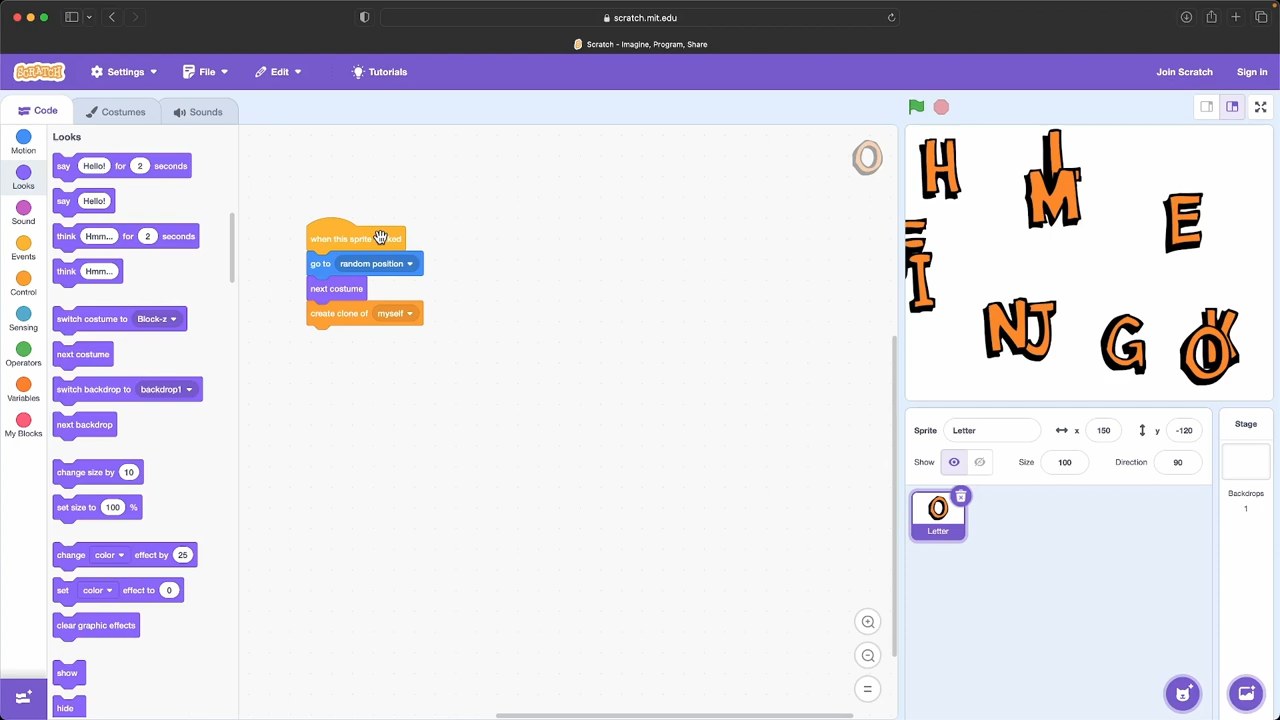 scratch.mit.edu
Scratch - Imagine, Program, Share
SCRATCH Settings File Edit Tutorials Join Scratch Sign in
Code Costumes Sounds
Motion
Looks
Sound
Events
Control
Sensing
Operators
Variables
My Blocks
Looks
say Hello! for 2 seconds
say Hello!
think Hmm... for 2 seconds
think Hmm...
switch costume to Block-z
next costume
switch backdrop to backdrop1
next backdrop
change size by 10
set size to 100 %
change color effect by 25
set color effect to 0
clear graphic effects
show
hide
when this sprite
go to random position
next costume
create clone of myself
O
H I
M
E
I
N J G O
Sprite Letter x 150 y -120
Show Size 100 Direction 90
O
Letter
Stage
Backdrops
1